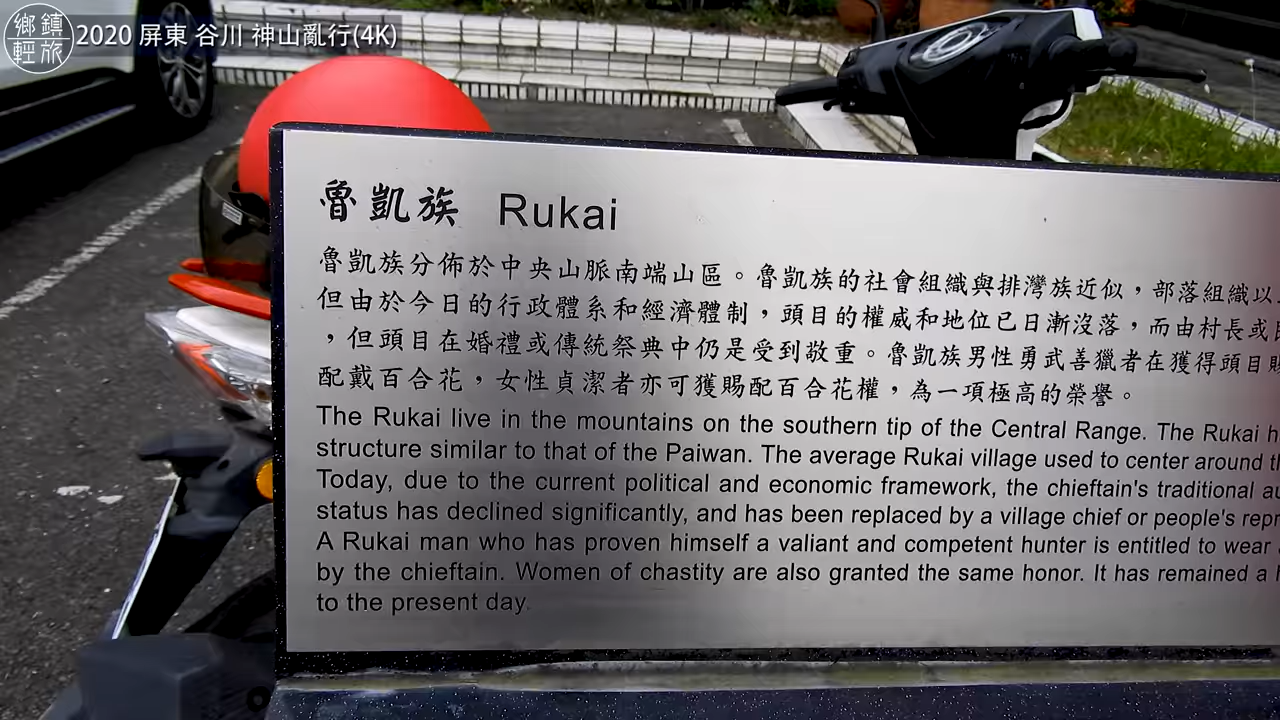 鄉鎮
輕旅
2020 屏東 谷川 神山亂行(4K)
魯凱族 Rukai
魯凱族分佈於中央山脈南端山區。魯凱族的社會組織與排灣族近似，部落組織以
但由於今日的行政體系和經濟體制，頭目的權威和地位已日漸沒落，而由村長或
，但頭目在婚禮或傳統祭典中仍是受到敬重。魯凱族男性勇武善獵者在獲得頭目
配戴百合花，女性貞潔者亦可獲賜配百合花權，為一項極高的榮譽。
The Rukai live in the mountains on the southern tip of the Central Range. The Rukai
structure similar to that of the Paiwan. The average Rukai village used to center around
Today, due to the current political and economic framework, the chieftain's traditional
status has declined significantly, and has been replaced by a village chief or people's
A Rukai man who has proven himself a valiant and competent hunter is entitled to wear
by the chieftain. Women of chastity are also granted the same honor. It has remained a
to the present day.